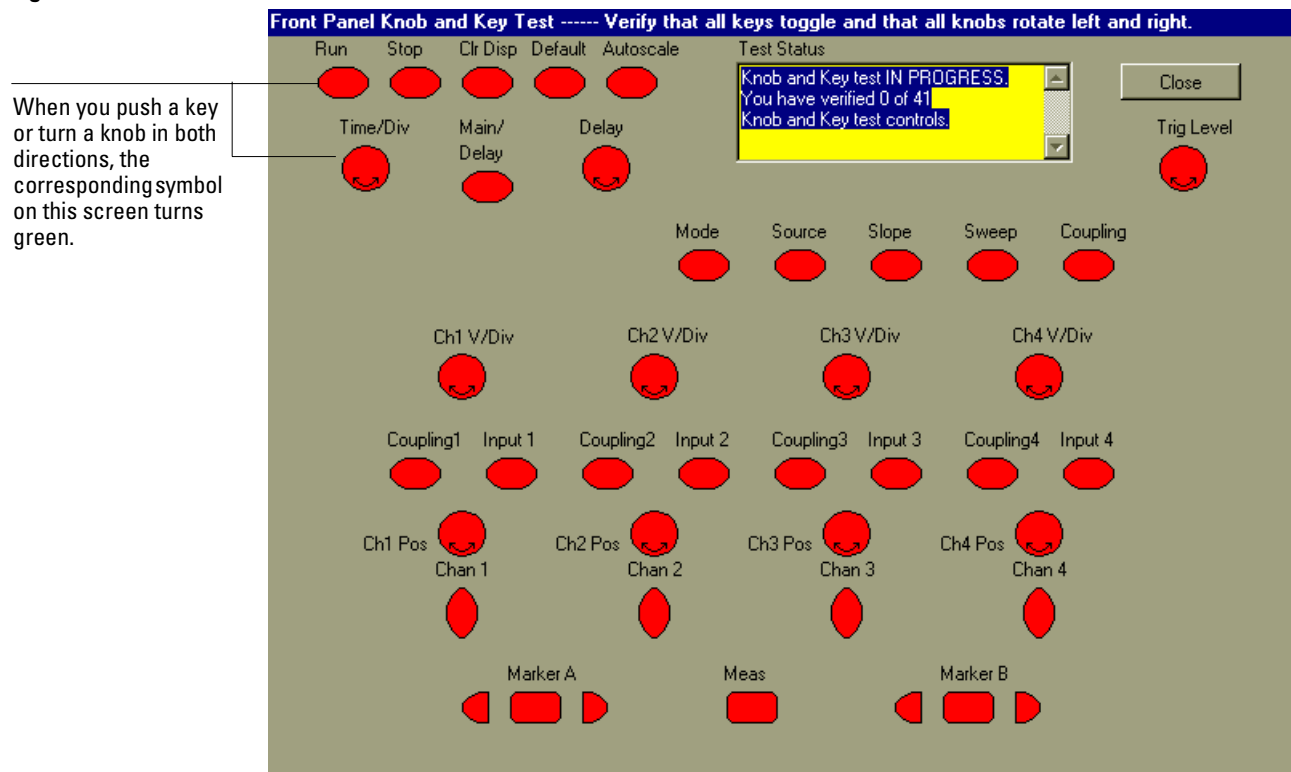 Front Panel Knob and Key Test ------ Verify that all keys toggle and that all knobs rotate left and right.
Run Stop Clr Disp Default Autoscale Test Status
Knob and Key test IN PROGRESS.
You have verified 0 of 41
Knob and Key test controls.
Close
When you push a key
or turn a knob in both
directions, the
corresponding symbol
on this screen turns
green.
Time/Div Main/
Delay
Delay Trig Level
Mode Source Slope Sweep Coupling
Ch1 V/Div Ch2 V/Div Ch3 V/Div Ch4 V/Div
Coupling1 Input 1 Coupling2 Input 2 Coupling3 Input 3 Coupling4 Input 4
Ch1 Pos Ch2 Pos Ch3 Pos Ch4 Pos
Chan 1 Chan 2 Chan 3 Chan 4
Marker A Meas Marker B